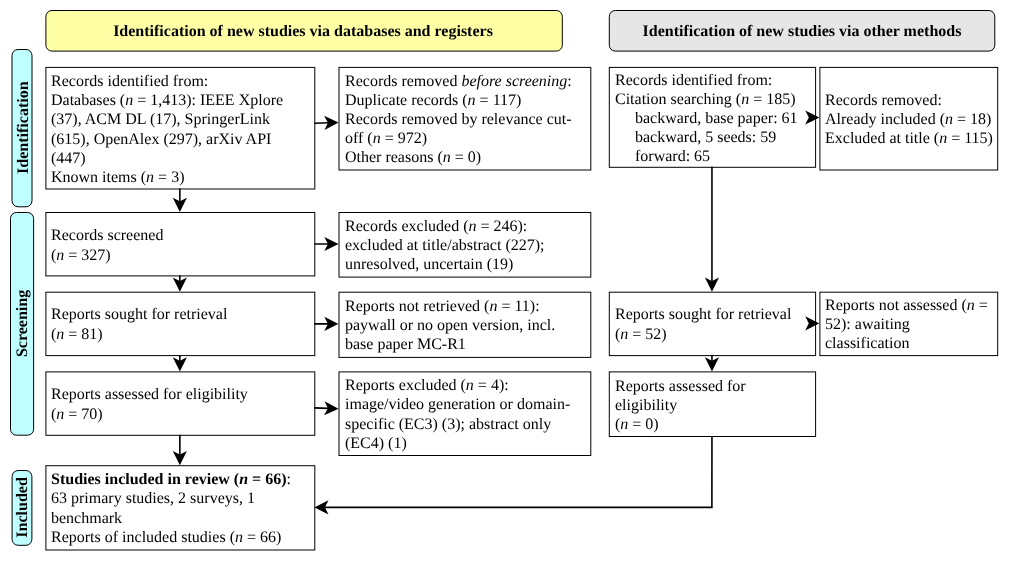 Identification of new studies via databases and registers
Identification of new studies via other methods
Identification
Records identified from:
Databases (n = 1,413): IEEE Xplore
(37), ACM DL (17), SpringerLink
(615), OpenAlex (297), arXiv API
(447)
Known items (n = 3)
Records removed before screening:
Duplicate records (n = 117)
Records removed by relevance cut-
off (n = 972)
Other reasons (n = 0)
Records identified from:
Citation searching (n = 185)
backward, base paper: 61
backward, 5 seeds: 59
forward: 65
Records removed:
Already included (n = 18)
Excluded at title (n = 115)
Screening
Records screened
(n = 327)
Records excluded (n = 246):
excluded at title/abstract (227);
unresolved, uncertain (19)
Reports sought for retrieval
(n = 81)
Reports not retrieved (n = 11):
paywall or no open version, incl.
base paper MC-R1
Reports sought for retrieval
(n = 52)
Reports not assessed (n =
52): awaiting
classification
Reports assessed for eligibility
(n = 70)
Reports excluded (n = 4):
image/video generation or domain-
specific (EC3) (3); abstract only
(EC4) (1)
Reports assessed for
eligibility
(n = 0)
Included
Studies included in review (n = 66):
63 primary studies, 2 surveys, 1
benchmark
Reports of included studies (n = 66)